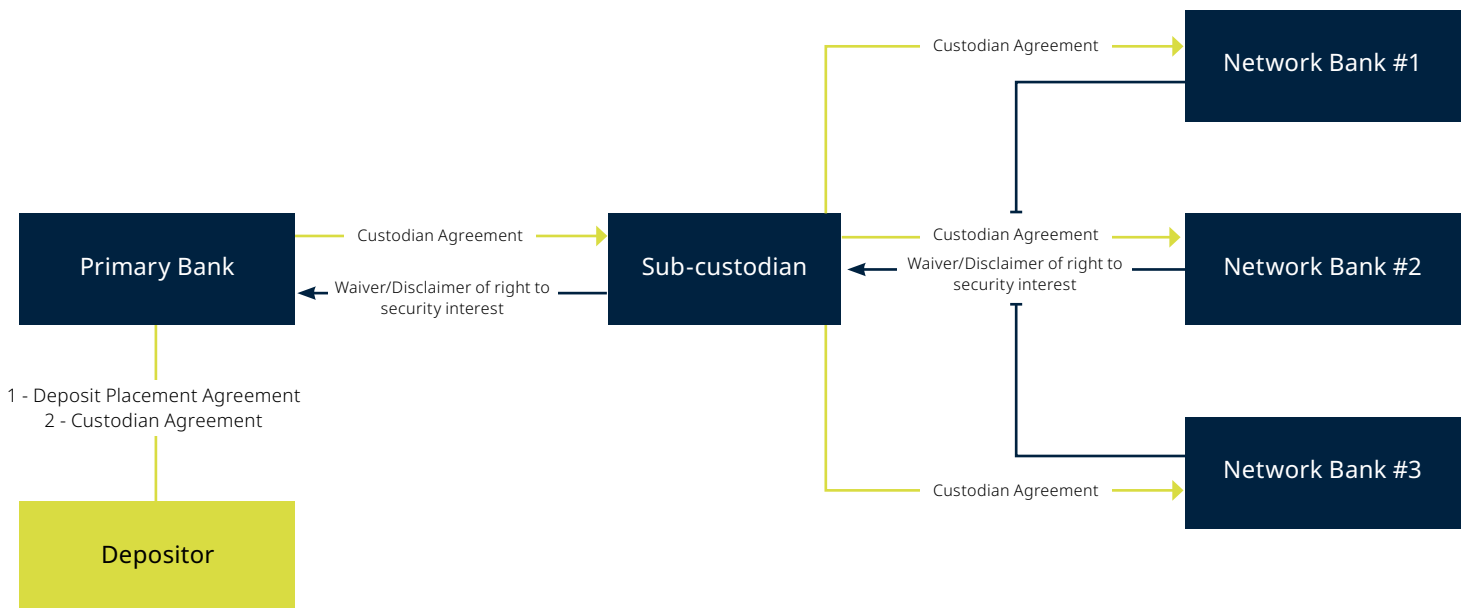 Custodian Agreement
Network Bank #1
Primary Bank
Custodian Agreement
Waiver/Disclaimer of right to
security interest
Sub-custodian
Custodian Agreement
Waiver/Disclaimer of right to
security interest
Network Bank #2
1 - Deposit Placement Agreement
2 - Custodian Agreement
Custodian Agreement
Network Bank #3
Depositor